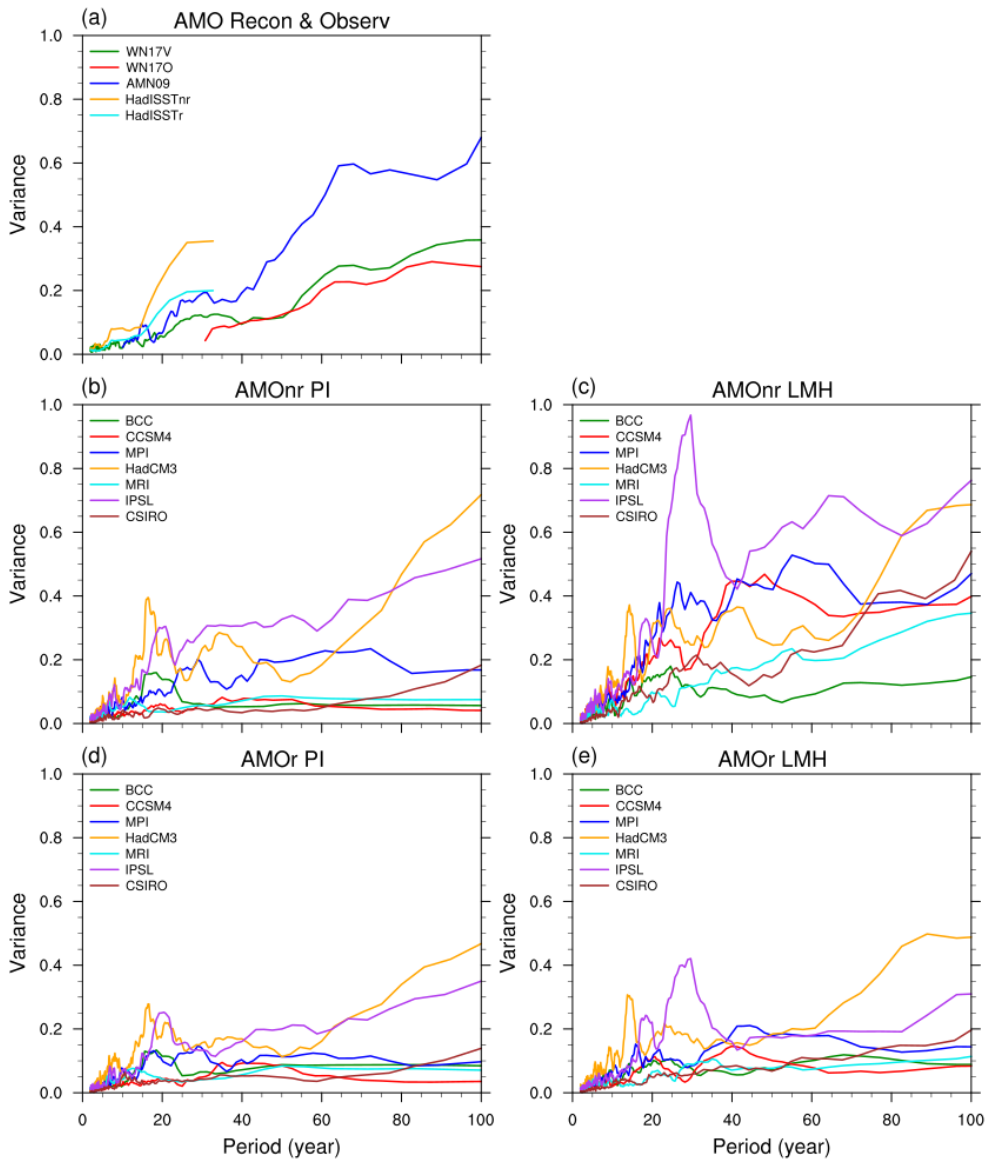 (a) AMO Recon & Observ
1.0
0.8
0.6
0.4
0.2
0.0
Variance
WN17V
WN17O
AMN09
HadISSTnr
HadISSTr
(b) AMOnr PI
1.0
0.8
0.6
0.4
0.2
0.0
Variance
BCC
CCSM4
MPI
HadCM3
MRI
IPSL
CSIRO
(c) AMOnr LMH
1.0
0.8
0.6
0.4
0.2
0.0
Variance
BCC
CCSM4
MPI
HadCM3
MRI
IPSL
CSIRO
(d) AMOr PI
1.0
0.8
0.6
0.4
0.2
0.0
Variance
BCC
CCSM4
MPI
HadCM3
MRI
IPSL
CSIRO
0 20 40 60 80 100
Period (year)
(e) AMOr LMH
1.0
0.8
0.6
0.4
0.2
0.0
Variance
BCC
CCSM4
MPI
HadCM3
MRI
IPSL
CSIRO
0 20 40 60 80 100
Period (year)